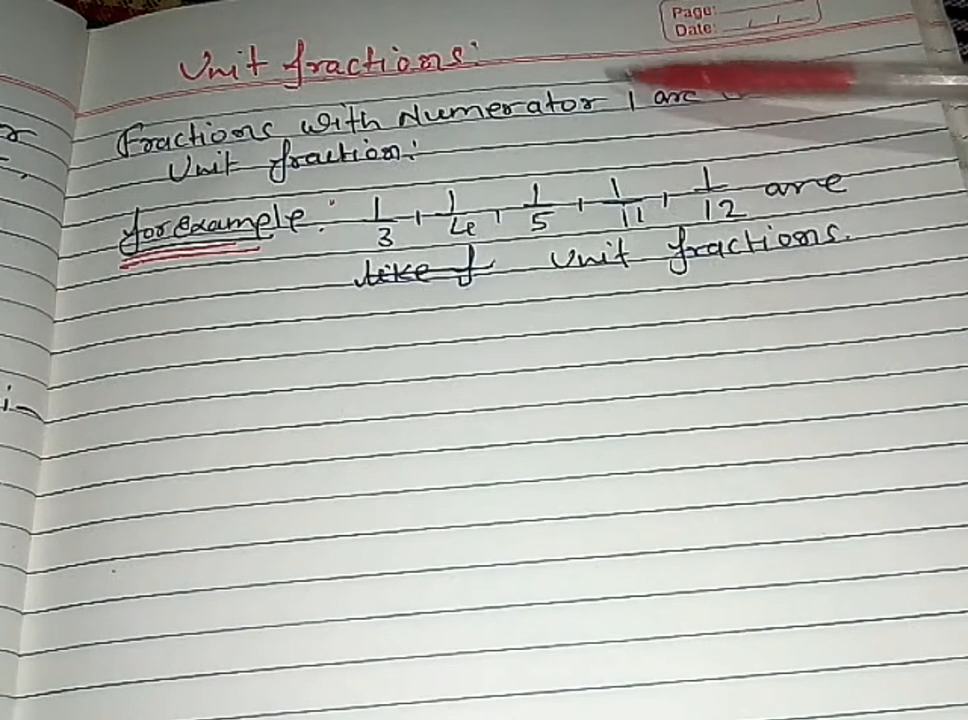 Page:
Date: / /
Unit fractions:
Fractions with Numerator 1 are
Unit fraction:
for example: 1/3, 1/4, 1/5, 1/11, 1/12 are
like f Unit fractions.